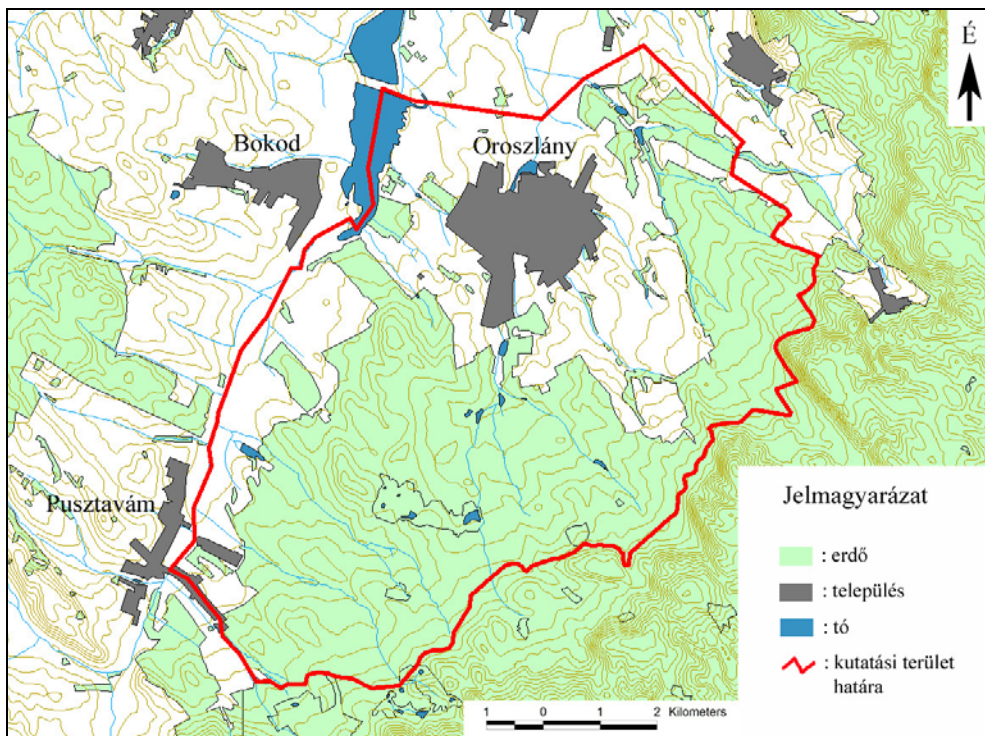 É
Bokod
Oroszlány
Pusztavám
Jelmagyarázat
: erdő
: település
: tó
: kutatási terület
határa
1 0 1 2 Kilometers